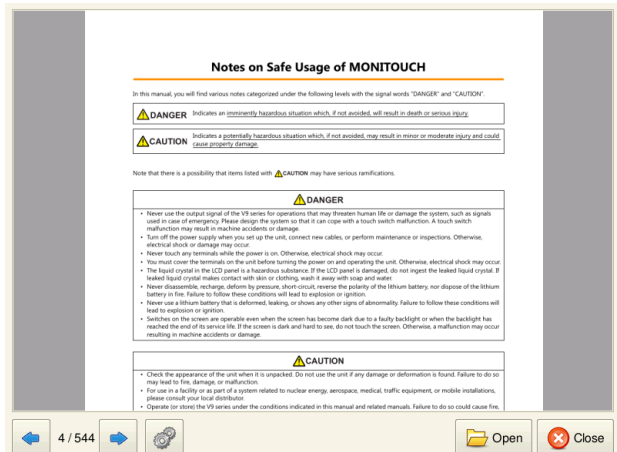 Notes on Safe Usage of MONITOUCH
In this manual, you will find various notes categorized under the following levels with the signal words "DANGER" and "CAUTION".
DANGER Indicates an imminently hazardous situation which, if not avoided, will result in death or serious injury.
CAUTION Indicates a potentially hazardous situation which, if not avoided, may result in minor or moderate injury and could
cause property damage.
Note that there is a possibility that items listed with CAUTION may have serious ramifications.
DANGER
• Never use the output signal of the V9 series for operations that may threaten human life or damage the system, such as signals
used in case of emergency. Please design the system so that it can cope with a touch switch malfunction. A touch switch
malfunction may result in machine accidents or damage.
• Turn off the power supply when you set up the unit, connect new cables, or perform maintenance or inspections. Otherwise,
electrical shock or damage may occur.
• Never touch any terminals while the power is on. Otherwise, electrical shock may occur.
• You must cover the terminals on the unit before turning the power on and operating the unit. Otherwise, electrical shock may occur.
• The liquid crystal in the LCD panel is a hazardous substance. If the LCD panel is damaged, do not ingest the leaked liquid crystal. If
leaked liquid crystal makes contact with skin or clothing, wash it away with soap and water.
• Never disassemble, recharge, deform by pressure, short-circuit, reverse the polarity of the lithium battery, nor dispose of the lithium
battery in fire. Failure to follow these conditions will lead to explosion or ignition.
• Never use a lithium battery that is deformed, leaking, or shows any other signs of abnormality. Failure to follow these conditions will
lead to explosion or ignition.
• Switches on the screen are operable even when the screen has become dark due to a faulty backlight or when the backlight has
reached the end of its service life. If the screen is dark and hard to see, do not touch the screen. Otherwise, a malfunction may occur
resulting in machine accidents or damage.
CAUTION
• Check the appearance of the unit when it is unpacked. Do not use the unit if any damage or deformation is found. Failure to do so
may lead to fire, damage, or malfunction.
• For use in a facility or as part of a system related to nuclear energy, aerospace, medical, traffic equipment, or mobile installations,
please consult your local distributor.
• Operate (or store) the V9 series under the conditions indicated in this manual and related manuals. Failure to do so could cause fire,
4 / 544
Open
Close